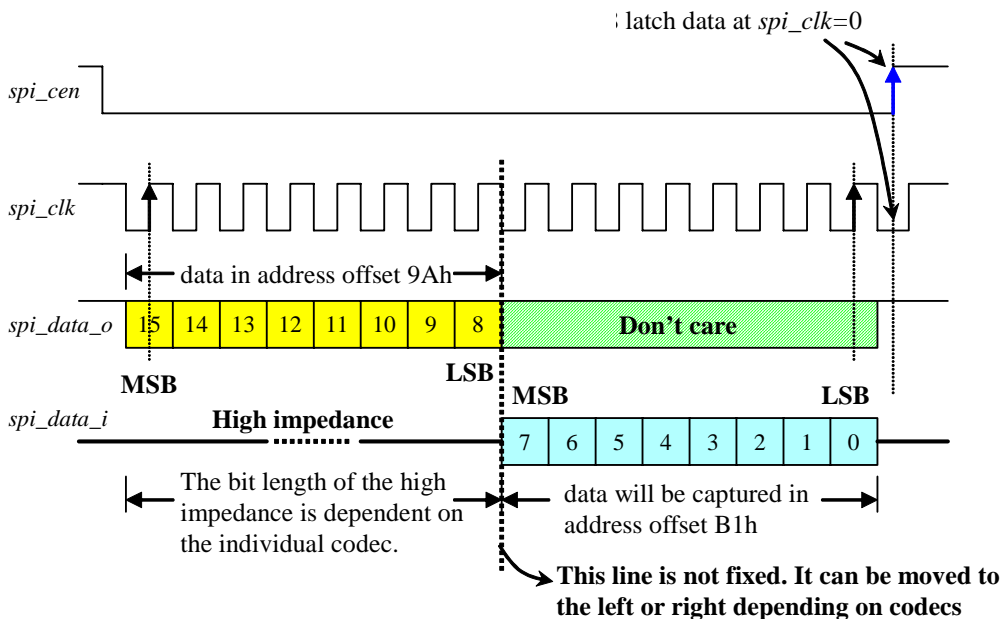 latch data at spi_clk=0
spi_cen
spi_clk
data in address offset 9Ah
spi_data_o
15 14 13 12 11 10 9 8
Don't care
MSB
LSB
MSB
LSB
spi_data_i
High impedance
7 6 5 4 3 2 1 0
The bit length of the high
impedance is dependent on
the individual codec.
data will be captured in
address offset B1h
This line is not fixed. It can be moved to
the left or right depending on codecs